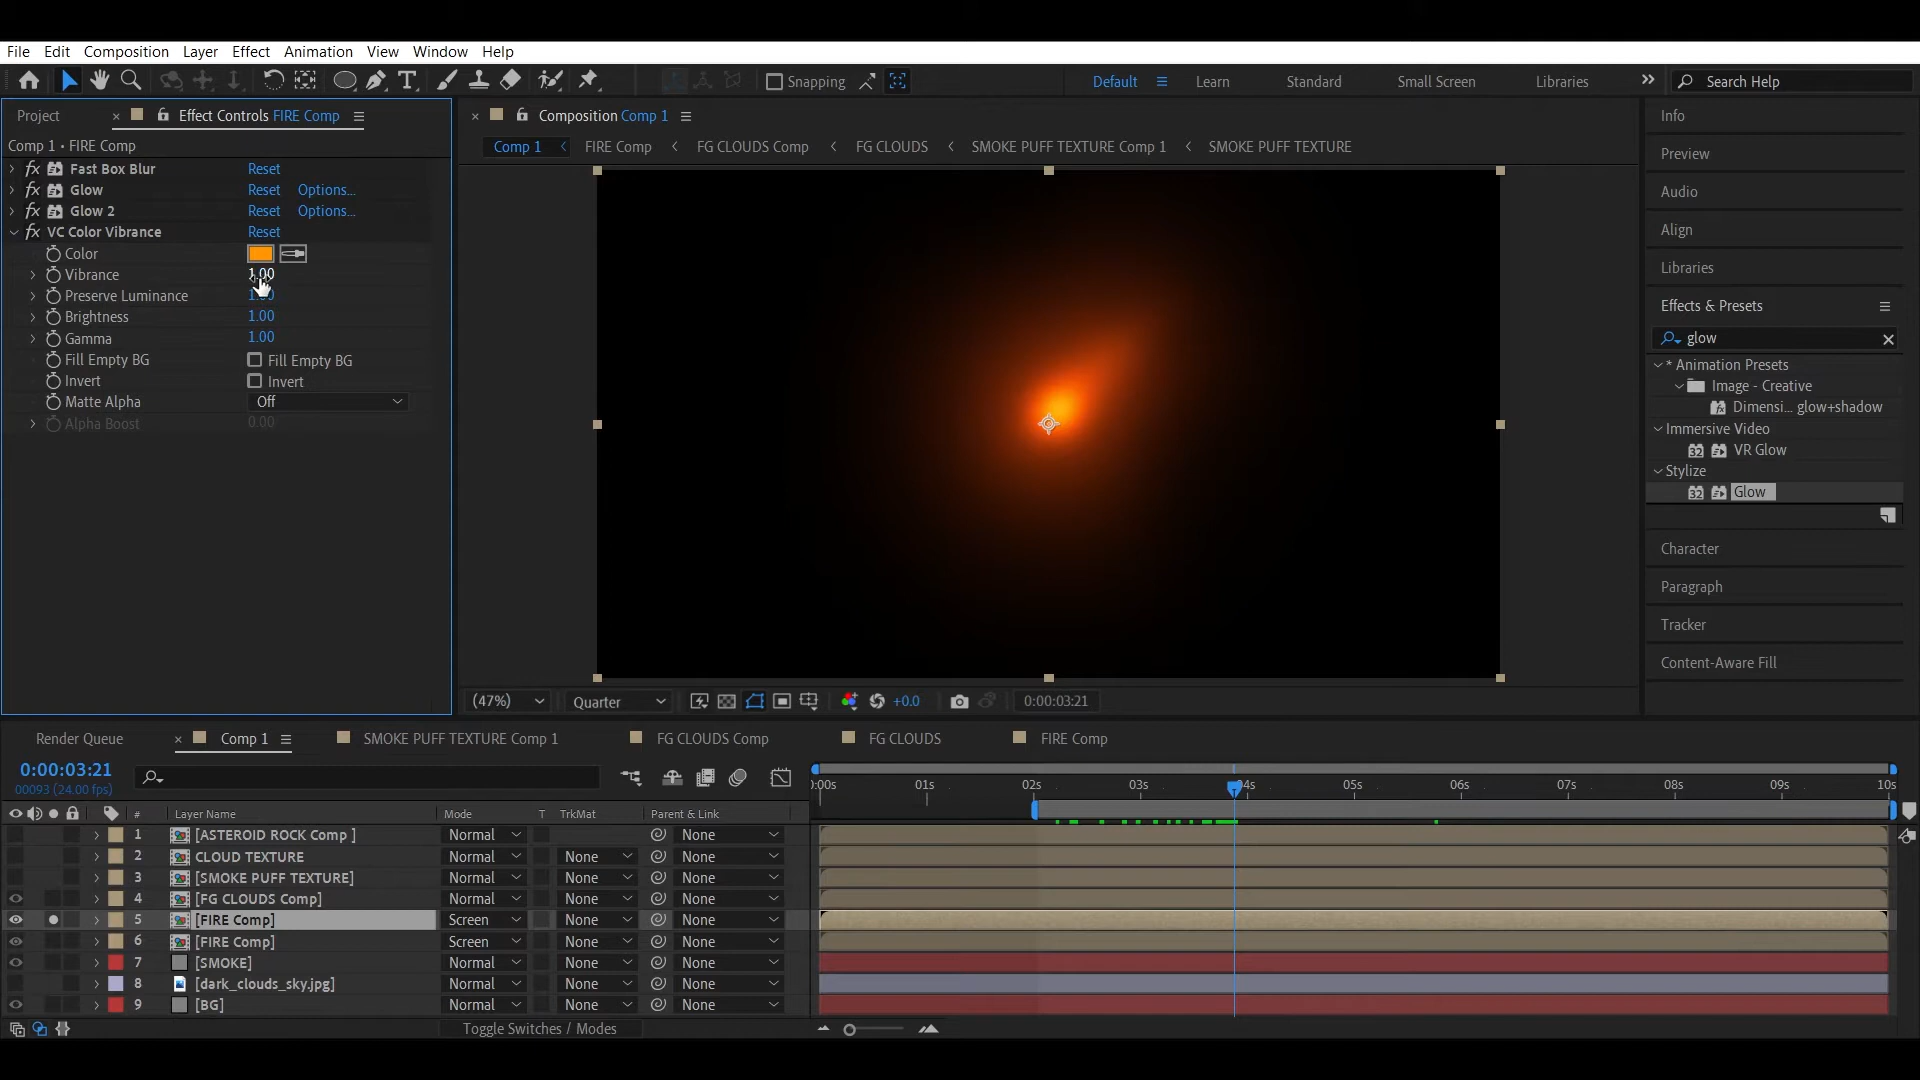 File Edit Composition Layer Effect Animation View Window Help
Snapping
Default Learn Standard Small Screen Libraries Search Help
Project Effect Controls FIRE Comp
Composition Comp 1
Comp 1 • FIRE Comp
Comp 1 FIRE Comp FG CLOUDS Comp FG CLOUDS SMOKE PUFF TEXTURE Comp 1 SMOKE PUFF TEXTURE
fx Fast Box Blur Reset
fx Glow Reset Options...
fx Glow 2 Reset Options...
fx VC Color Vibrance Reset
Color
Vibrance 1.00
Preserve Luminance
Brightness 1.00
Gamma 1.00
Fill Empty BG Fill Empty BG
Invert Invert
Matte Alpha Off
Alpha Boost 0.00
Info
Preview
Audio
Align
Libraries
Effects & Presets
glow
* Animation Presets
Image - Creative
Dimensi... glow+shadow
Immersive Video
32 VR Glow
Stylize
32 Glow
Character
Paragraph
Tracker
Content-Aware Fill
(47%) Quarter +0.0 0:00:03:21
Render Queue Comp 1 SMOKE PUFF TEXTURE Comp 1 FG CLOUDS Comp FG CLOUDS FIRE Comp
0:00:03:21
00093 (24.00 fps)
:00s 01s 02s 03s 04s 05s 06s 07s 08s 09s 10s
# Layer Name Mode T TrkMat Parent & Link
1 [ASTEROID ROCK Comp ] Normal None
2 CLOUD TEXTURE Normal None None
3 [SMOKE PUFF TEXTURE] Normal None None
4 [FG CLOUDS Comp] Normal None None
5 [FIRE Comp] Screen None None
6 [FIRE Comp] Screen None None
7 [SMOKE] Normal None None
8 [dark_clouds_sky.jpg] Normal None None
9 [BG] Normal None None
Toggle Switches / Modes